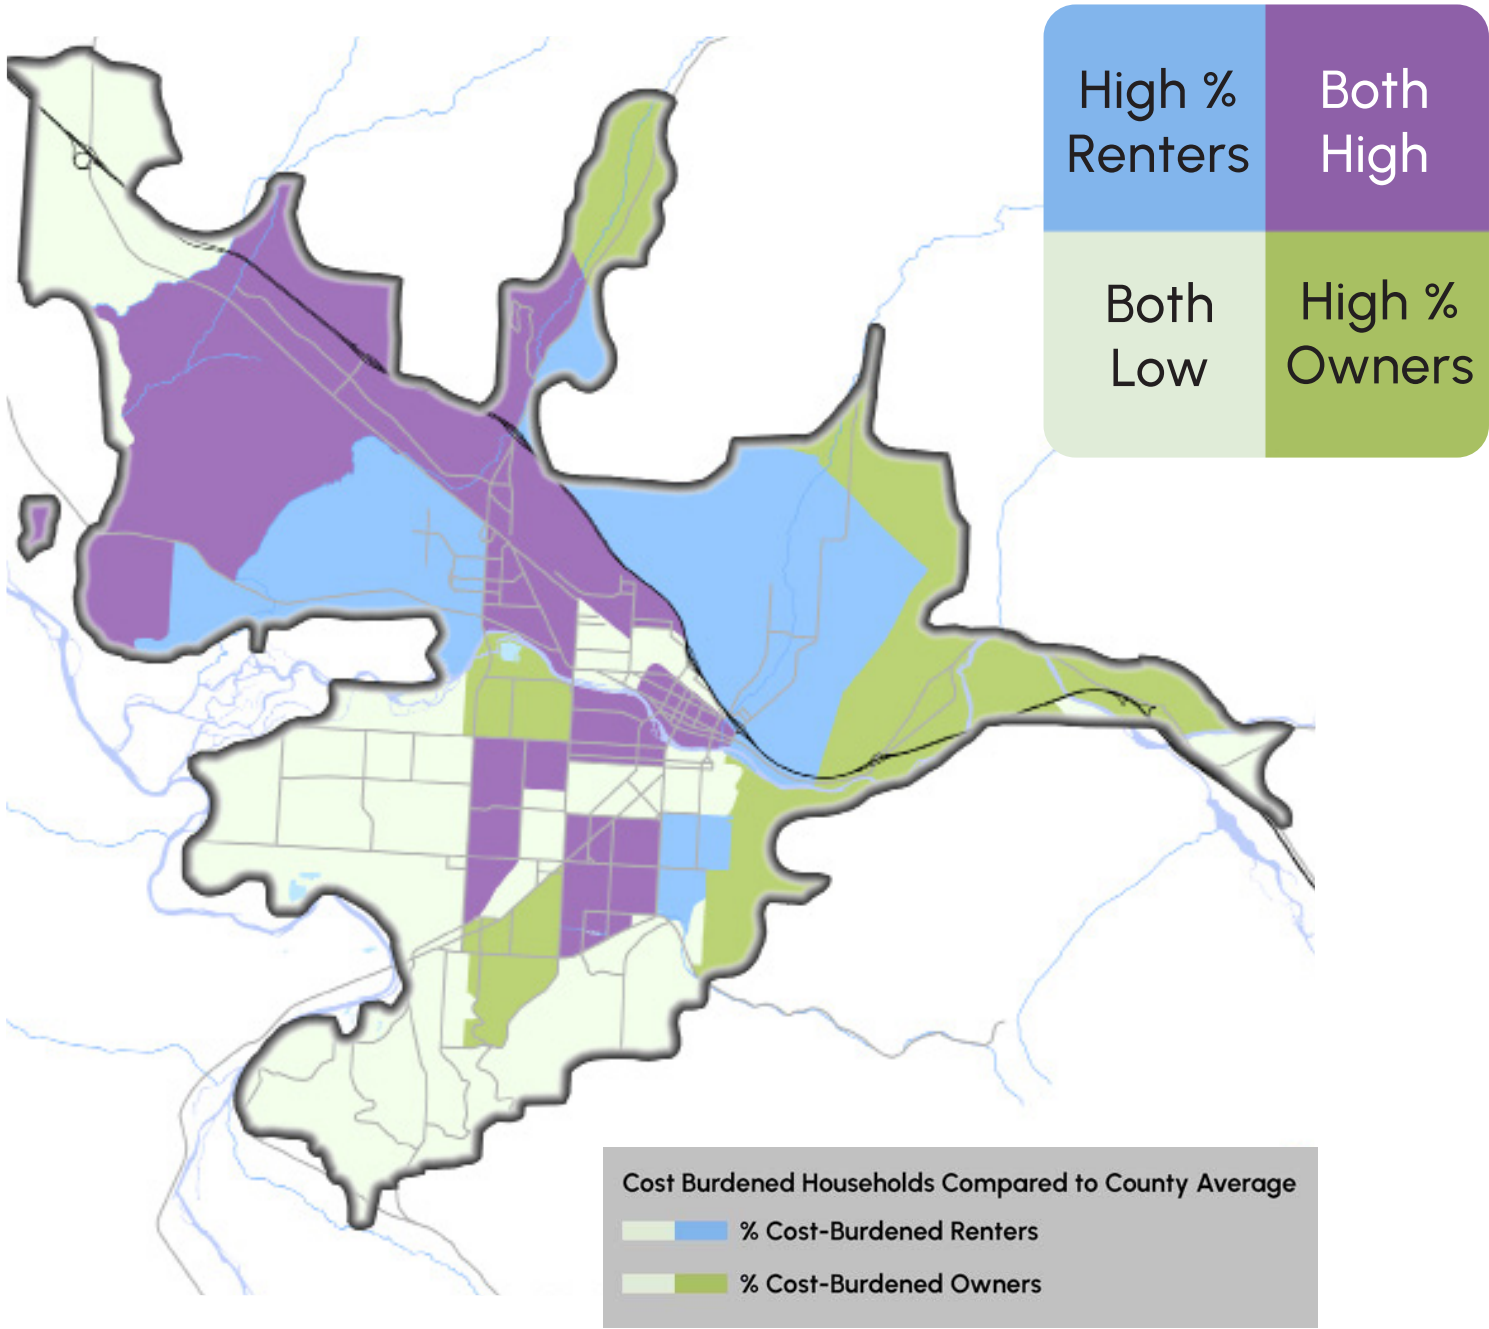 High %
Renters
Both
High
Both
Low
High %
Owners
Cost Burdened Households Compared to County Average
% Cost-Burdened Renters
% Cost-Burdened Owners